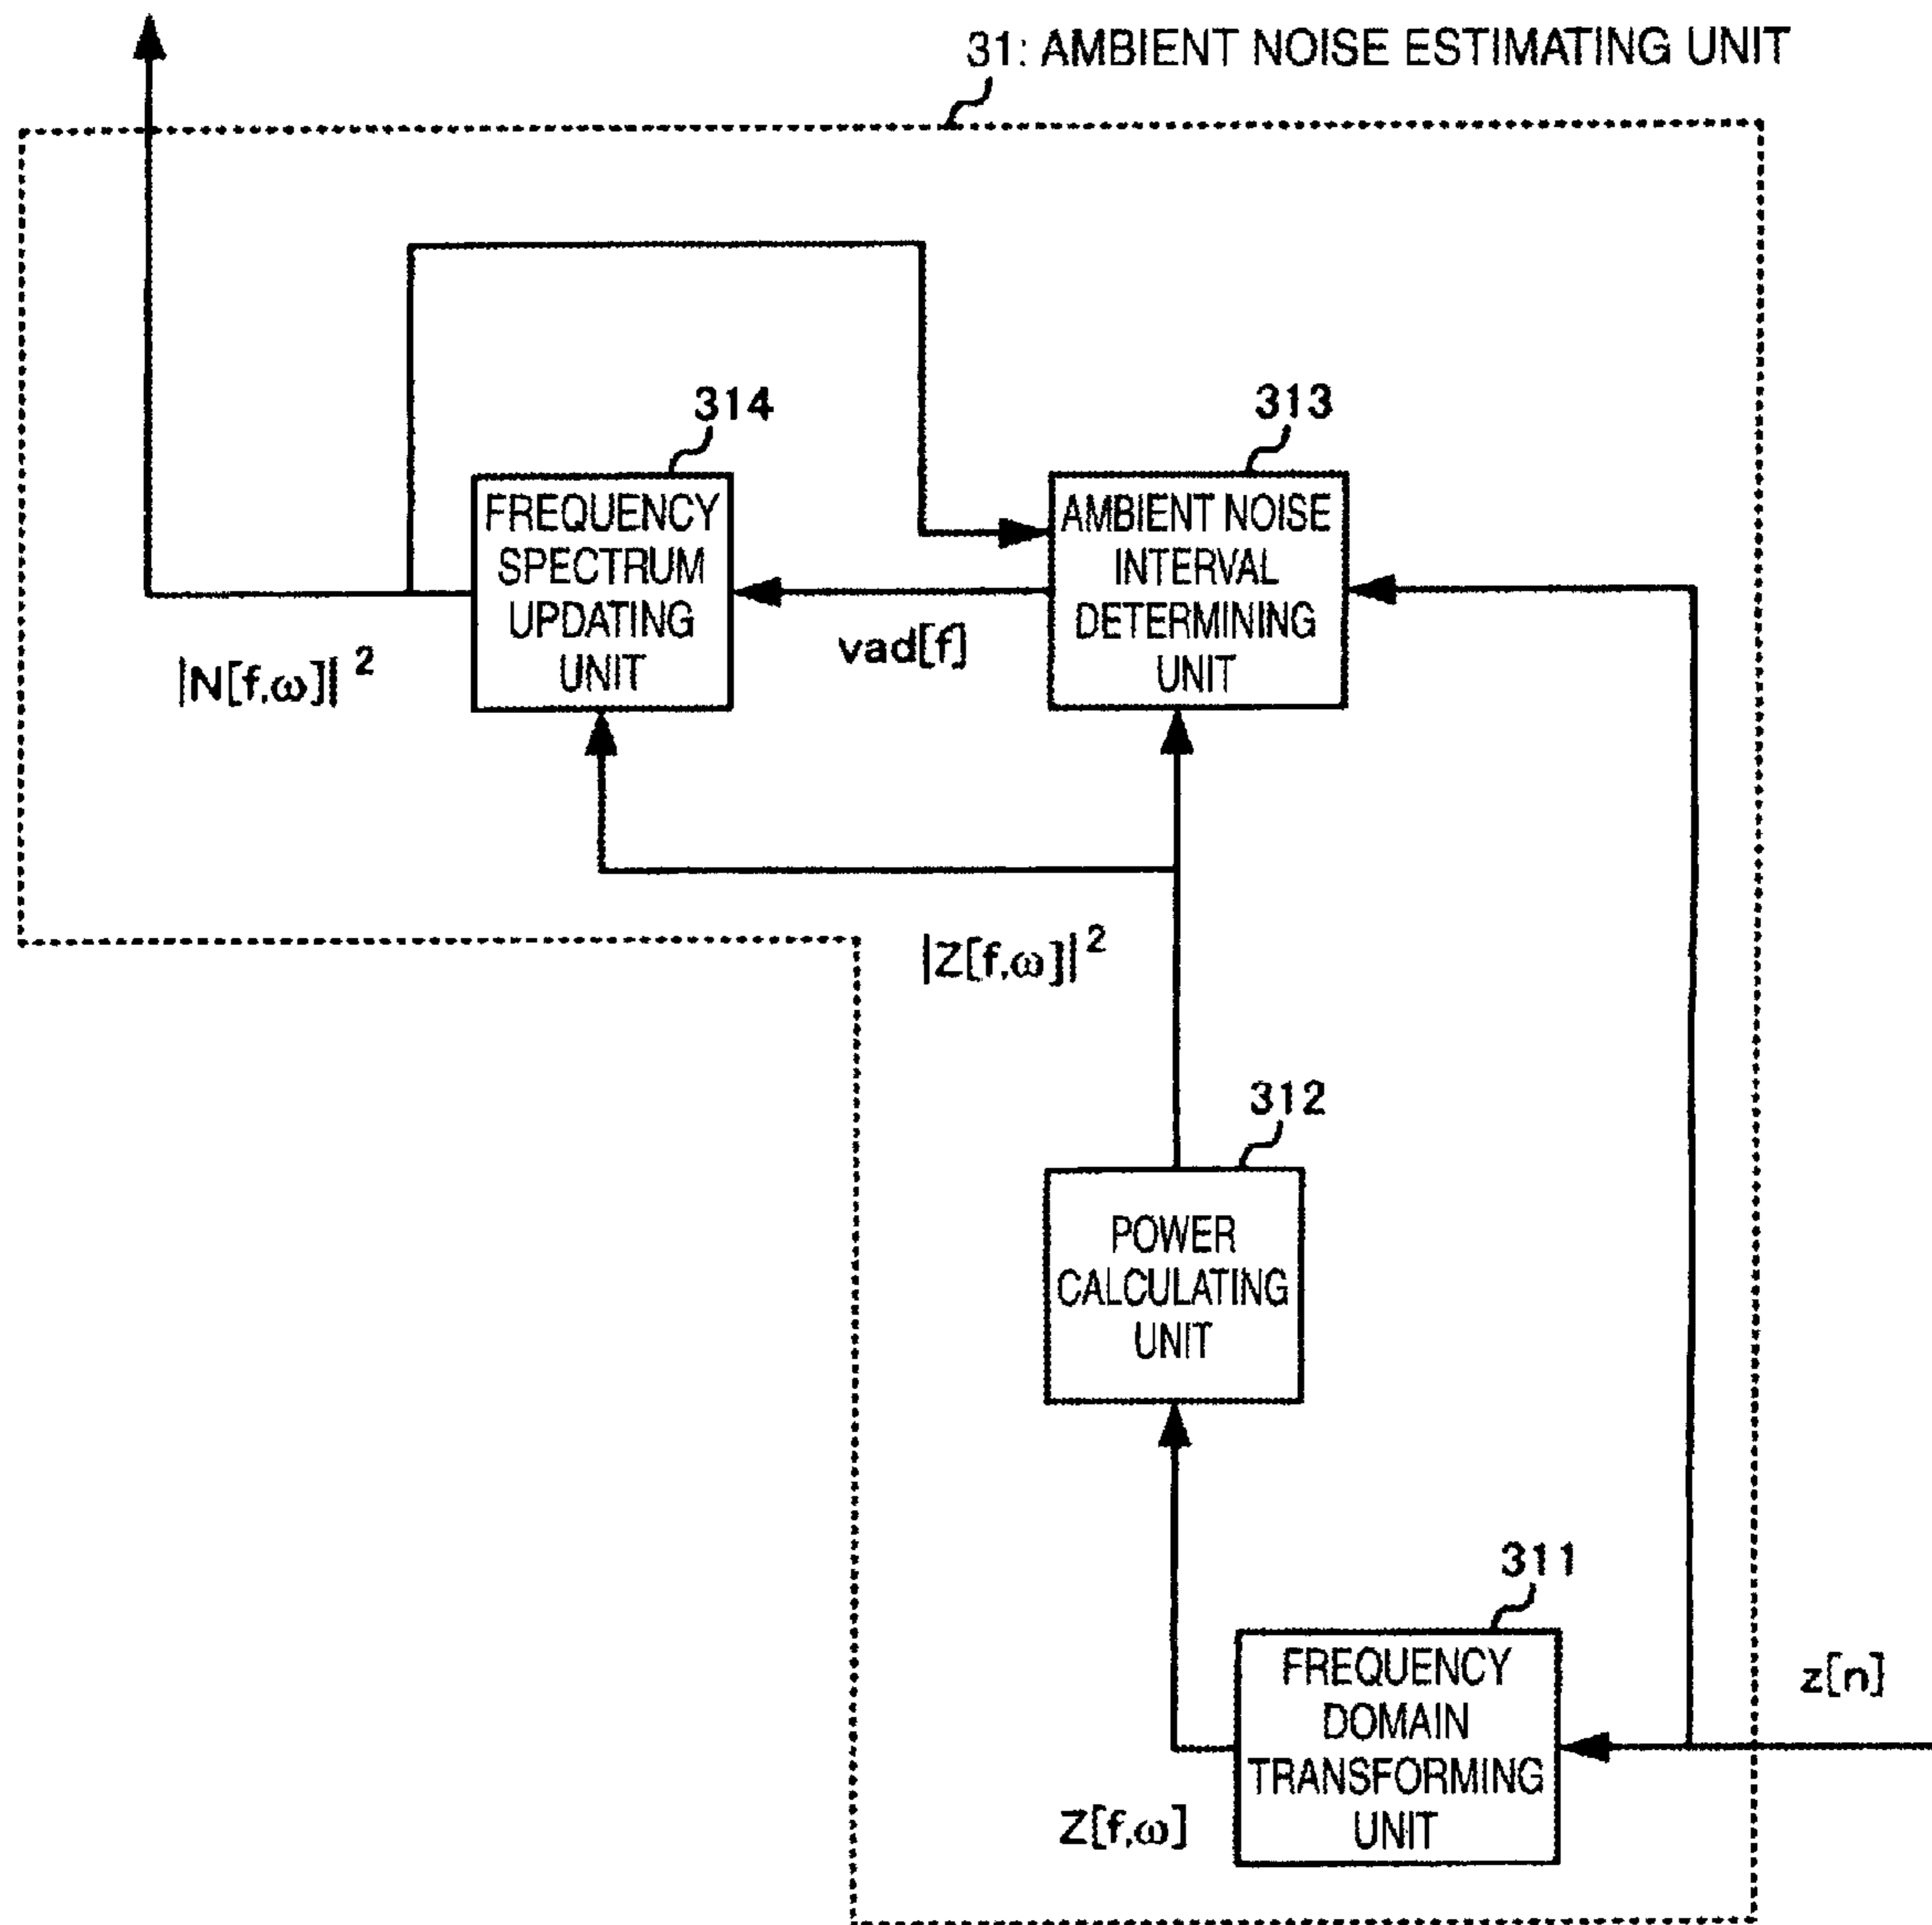 31: AMBIENT NOISE ESTIMATING UNIT
314
313
FREQUENCY
SPECTRUM
UPDATING
UNIT
AMBIENT NOISE
INTERVAL
DETERMINING
UNIT
vad[f]
|N[f,ω]|²
|Z[f,ω]|²
312
POWER
CALCULATING
UNIT
311
FREQUENCY
DOMAIN
TRANSFORMING
UNIT
z[n]
Z[f,ω]